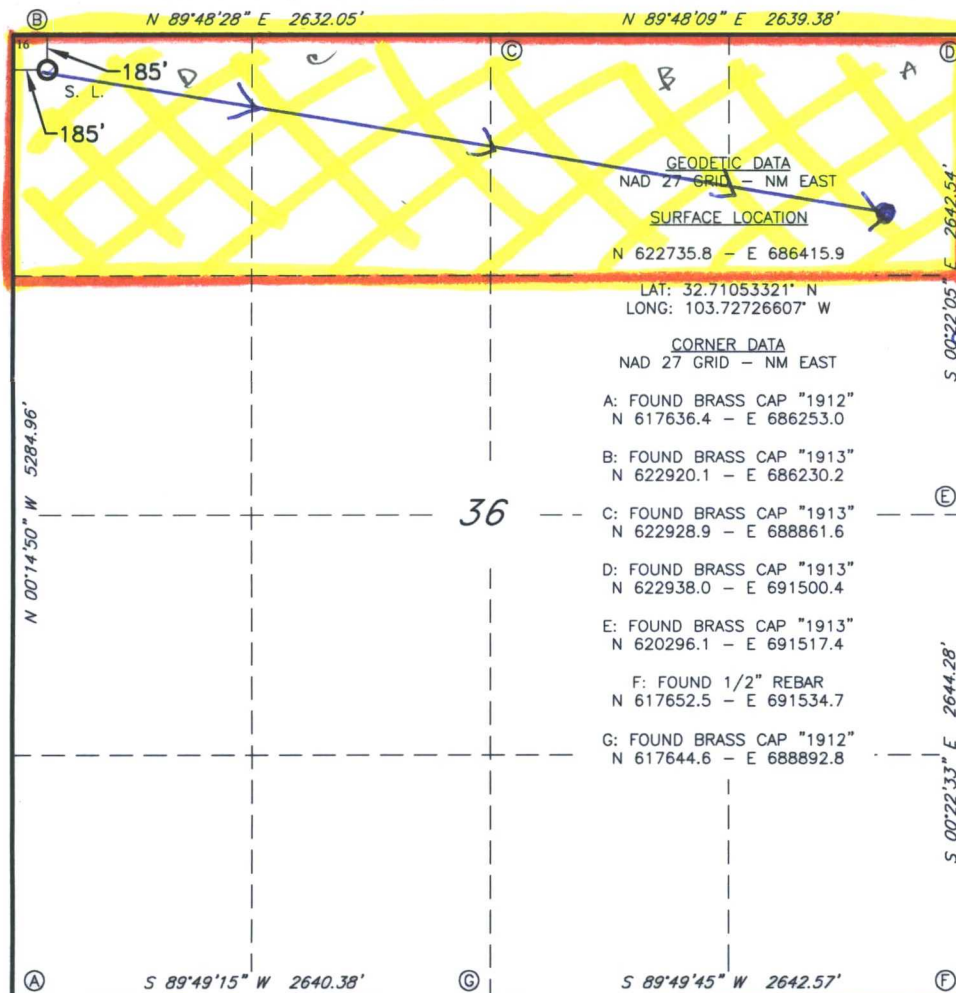 B N 89°48'28" E 2632.05' N 89°48'09" E 2639.38'
16
C
D
185'
D C B A
S. L.
185'
GEODETIC DATA
NAD 27 GRID – NM EAST
SURFACE LOCATION
N 622735.8 – E 686415.9
LAT: 32.71053321° N
LONG: 103.72726607° W
CORNER DATA
NAD 27 GRID – NM EAST
A: FOUND BRASS CAP "1912"
N 617636.4 – E 686253.0
B: FOUND BRASS CAP "1913"
N 622920.1 – E 686230.2
C: FOUND BRASS CAP "1913"
N 622928.9 – E 688861.6
D: FOUND BRASS CAP "1913"
N 622938.0 – E 691500.4
E: FOUND BRASS CAP "1913"
N 620296.1 – E 691517.4
F: FOUND 1/2" REBAR
N 617652.5 – E 691534.7
G: FOUND BRASS CAP "1912"
N 617644.6 – E 688892.8
S 00°22'05" E 2642.54'
N 00°14'50" W 5284.96'
36
E
S 00°22'33" E 2644.28'
A S 89°49'15" W 2640.38' G S 89°49'45" W 2642.57' F